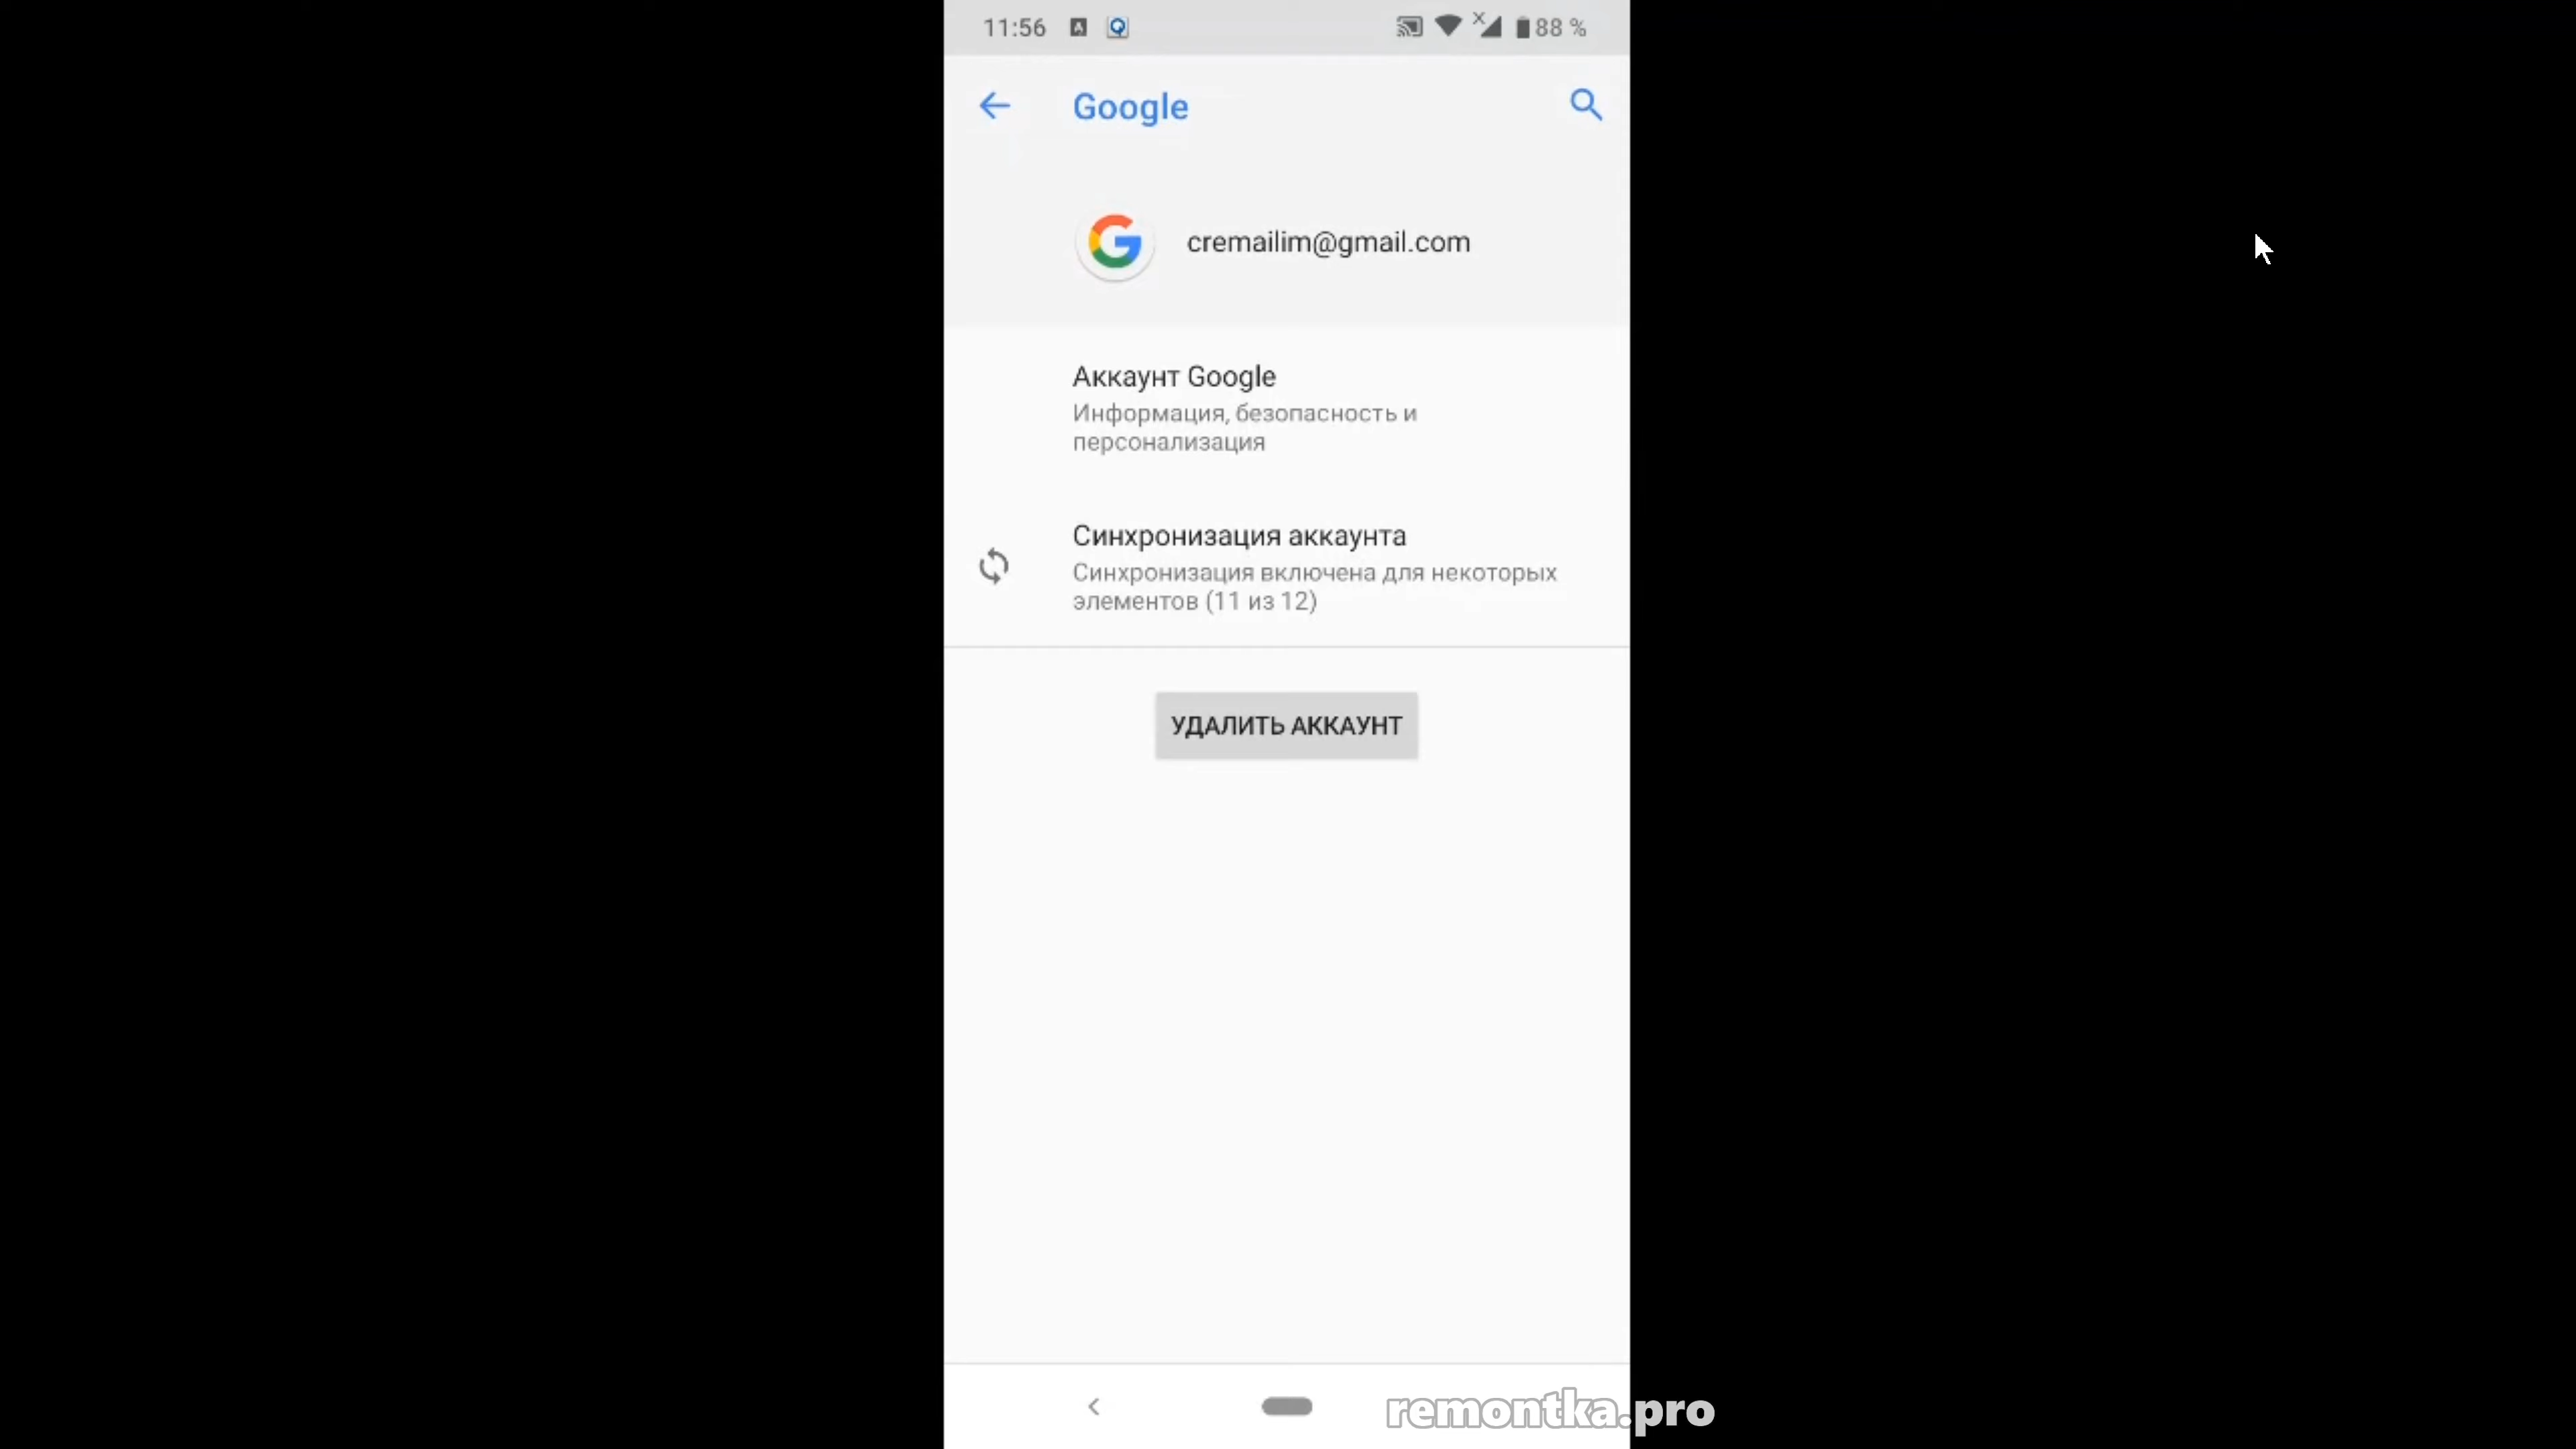 11:56
88 %
Google
cremailim@gmail.com
Аккаунт Google
Информация, безопасность и
персонализация
Синхронизация аккаунта
Синхронизация включена для некоторых
элементов (11 из 12)
УДАЛИТЬ АККАУНТ
remontka.pro